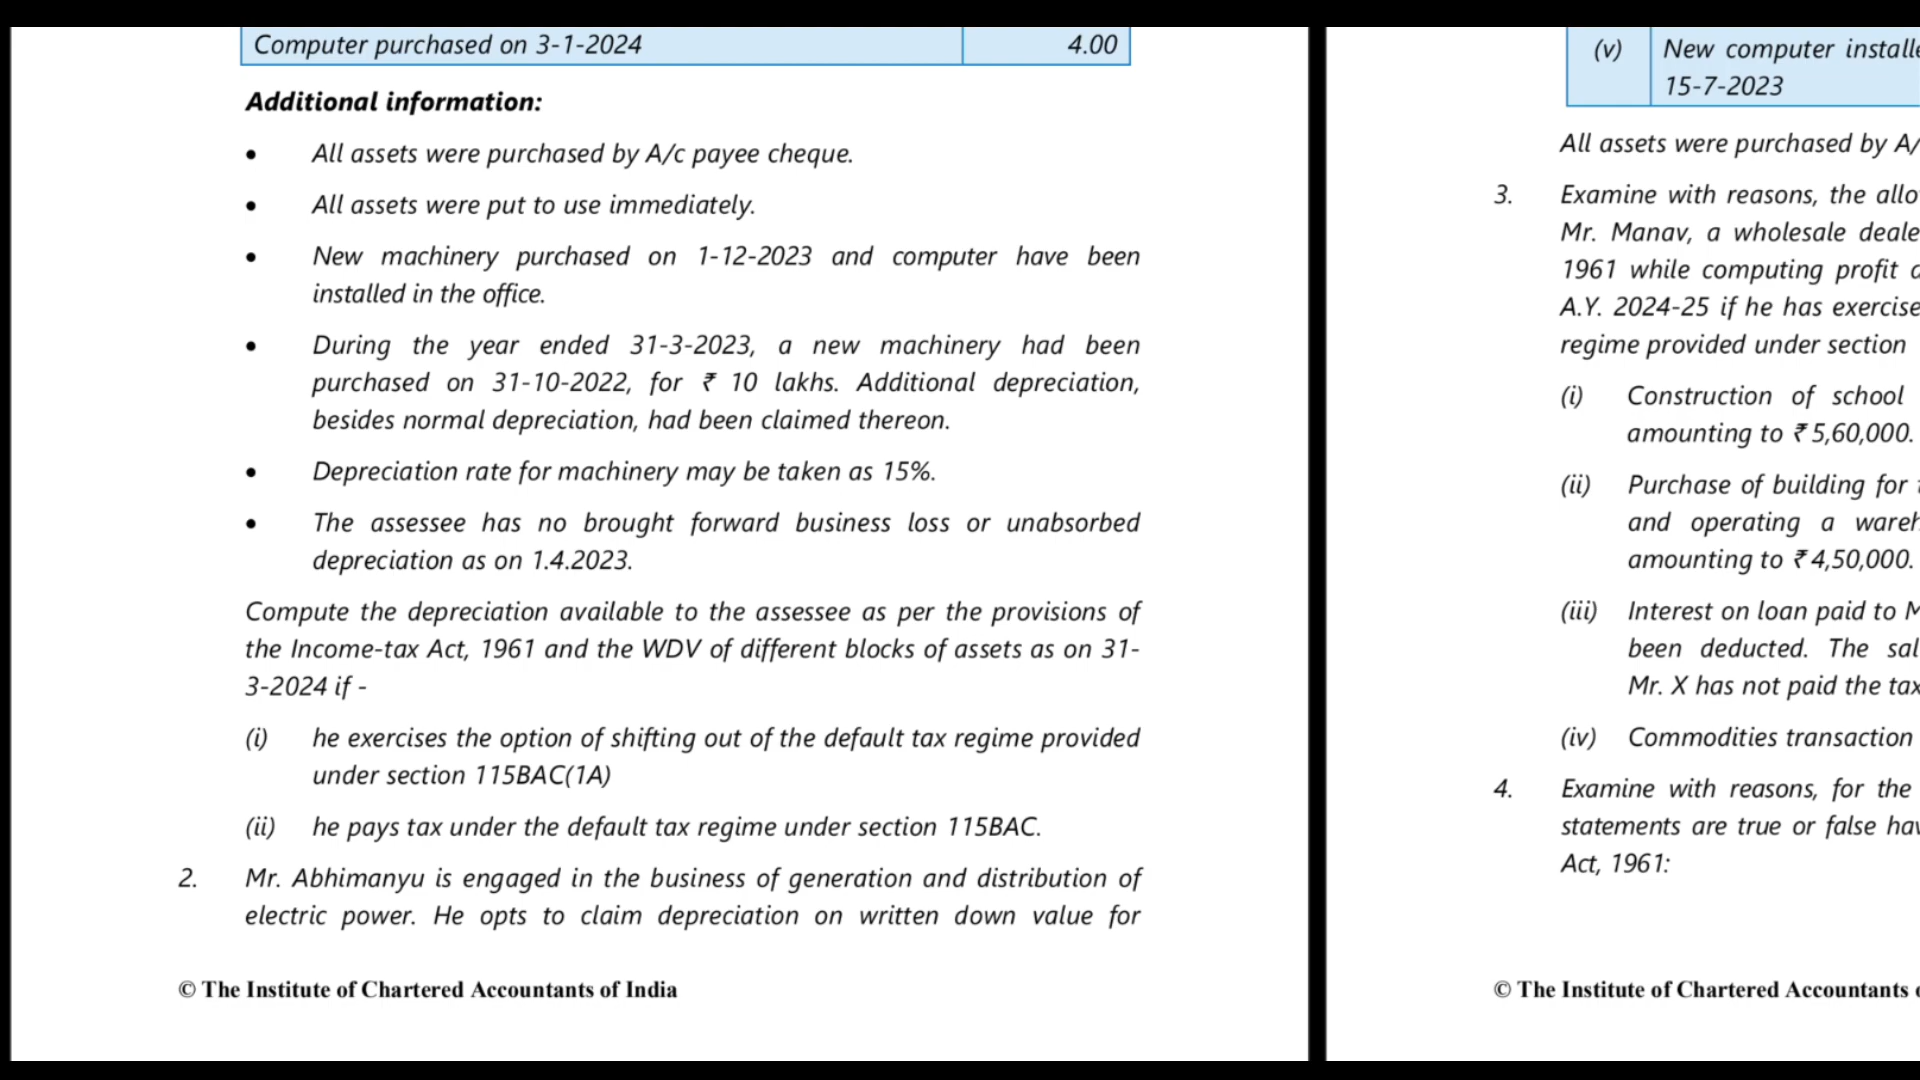 Computer purchased on 3-1-2024 4.00
Additional information:
• All assets were purchased by A/c payee cheque.
• All assets were put to use immediately.
• New machinery purchased on 1-12-2023 and computer have been
installed in the office.
• During the year ended 31-3-2023, a new machinery had been
purchased on 31-10-2022, for ₹ 10 lakhs. Additional depreciation,
besides normal depreciation, had been claimed thereon.
• Depreciation rate for machinery may be taken as 15%.
• The assessee has no brought forward business loss or unabsorbed
depreciation as on 1.4.2023.
Compute the depreciation available to the assessee as per the provisions of
the Income-tax Act, 1961 and the WDV of different blocks of assets as on 31-
3-2024 if -
(i) he exercises the option of shifting out of the default tax regime provided
under section 115BAC(1A)
(ii) he pays tax under the default tax regime under section 115BAC.
2. Mr. Abhimanyu is engaged in the business of generation and distribution of
electric power. He opts to claim depreciation on written down value for
© The Institute of Chartered Accountants of India
(v) New computer
15-7-2023
All assets were purchased by
3. Examine with reasons, the
Mr. Manav, a wholesale
1961 while computing profit
A.Y. 2024-25 if he has
regime provided under section
(i) Construction of school
amounting to ₹ 5,60,000.
(ii) Purchase of building for
and operating a
amounting to ₹ 4,50,000.
(iii) Interest on loan paid to
been deducted. The
Mr. X has not paid the
(iv) Commodities transaction
4. Examine with reasons, for the
statements are true or false
Act, 1961:
© The Institute of Chartered Accountants